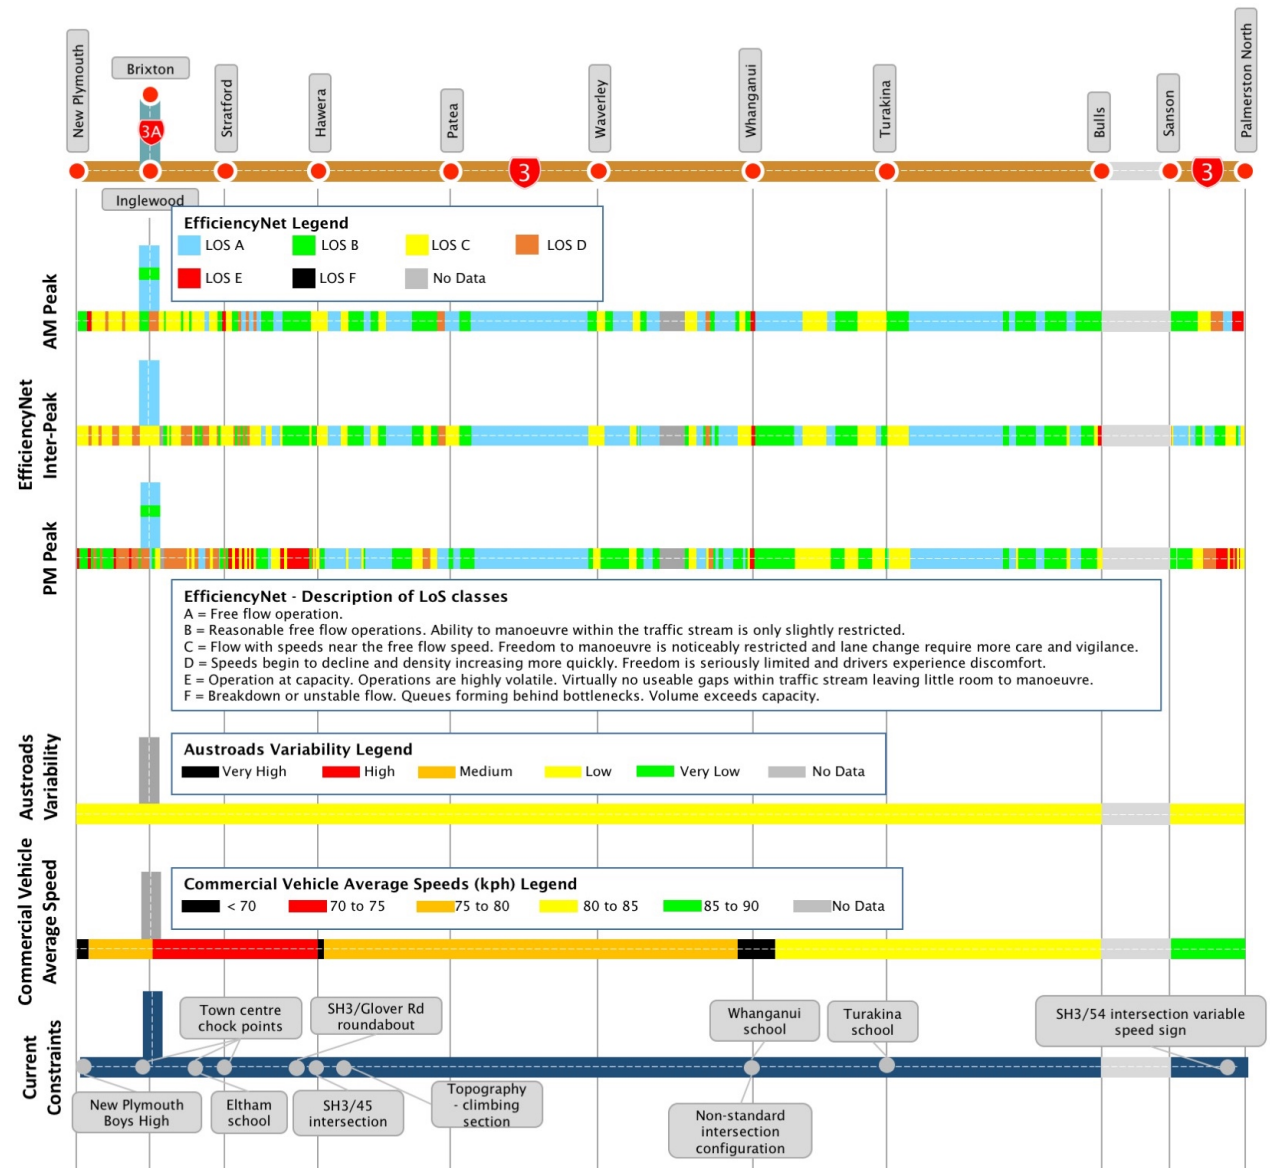 New Plymouth
Brixton
Stratford
Hawera
Patea
Waverley
Whanganui
Turakina
Bulls
Sanson
Palmerston North
3A
3
3
Inglewood
EfficiencyNet Legend
LOS A
LOS B
LOS C
LOS D
LOS E
LOS F
No Data
AM Peak
EfficiencyNet
Inter-Peak
PM Peak
EfficiencyNet - Description of LoS classes
A = Free flow operation.
B = Reasonable free flow operations. Ability to manoeuvre within the traffic stream is only slightly restricted.
C = Flow with speeds near the free flow speed. Freedom to manoeuvre is noticeably restricted and lane change require more care and vigilance.
D = Speeds begin to decline and density increasing more quickly. Freedom is seriously limited and drivers experience discomfort.
E = Operation at capacity. Operations are highly volatile. Virtually no useable gaps within traffic stream leaving little room to manoeuvre.
F = Breakdown or unstable flow. Queues forming behind bottlenecks. Volume exceeds capacity.
Austroads
Variability
Austroads Variability Legend
Very High
High
Medium
Low
Very Low
No Data
Commercial Vehicle
Average Speed
Commercial Vehicle Average Speeds (kph) Legend
< 70
70 to 75
75 to 80
80 to 85
85 to 90
No Data
Current
Constraints
Town centre
chock points
SH3/Glover Rd
roundabout
Whanganui
school
Turakina
school
SH3/54 intersection variable
speed sign
New Plymouth
Boys High
Eltham
school
SH3/45
intersection
Topography
- climbing
section
Non-standard
intersection
configuration